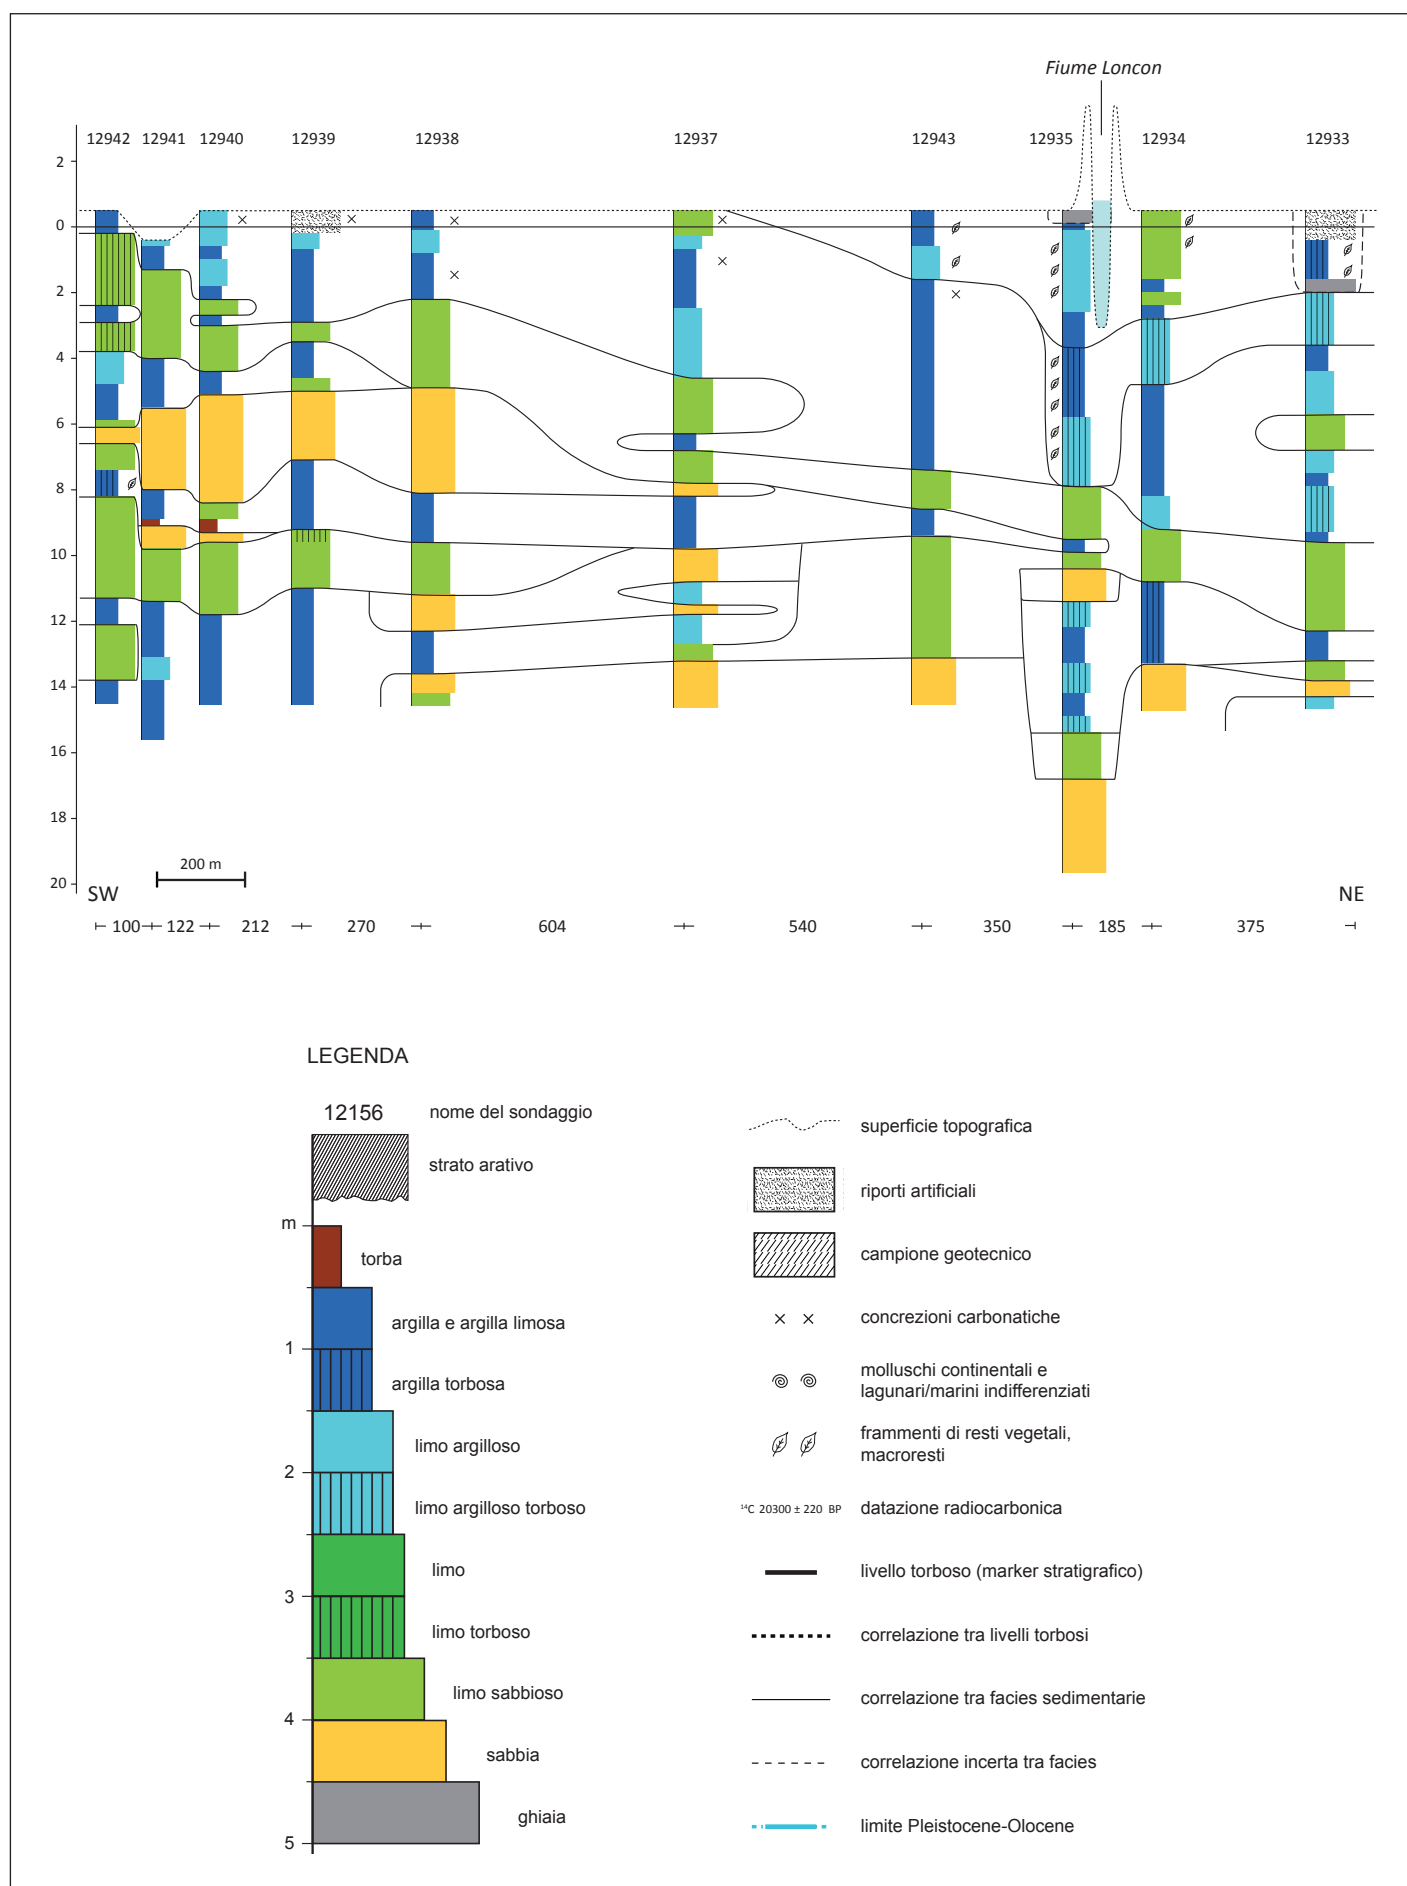 Fiume Loncon
12942 12941 12940 12939 12938 12937 12943 12935 12934 12933
2
0
2
4
6
8
10
12
14
16
18
20
200 m
SW NE
100 122 212 270 604 540 350 185 375
LEGENDA
12156 nome del sondaggio
strato arativo
m
torba
argilla e argilla limosa
1
argilla torbosa
limo argilloso
2
limo argilloso torboso
limo
3
limo torboso
limo sabbioso
4
sabbia
ghiaia
5
superficie topografica
riporti artificiali
campione geotecnico
concrezioni carbonatiche
molluschi continentali e
lagunari/marini indifferenziati
frammenti di resti vegetali,
macroresti
¹⁴C 20300 ± 220 BP datazione radiocarbonica
livello torboso (marker stratigrafico)
correlazione tra livelli torbosi
correlazione tra facies sedimentarie
correlazione incerta tra facies
limite Pleistocene-Olocene